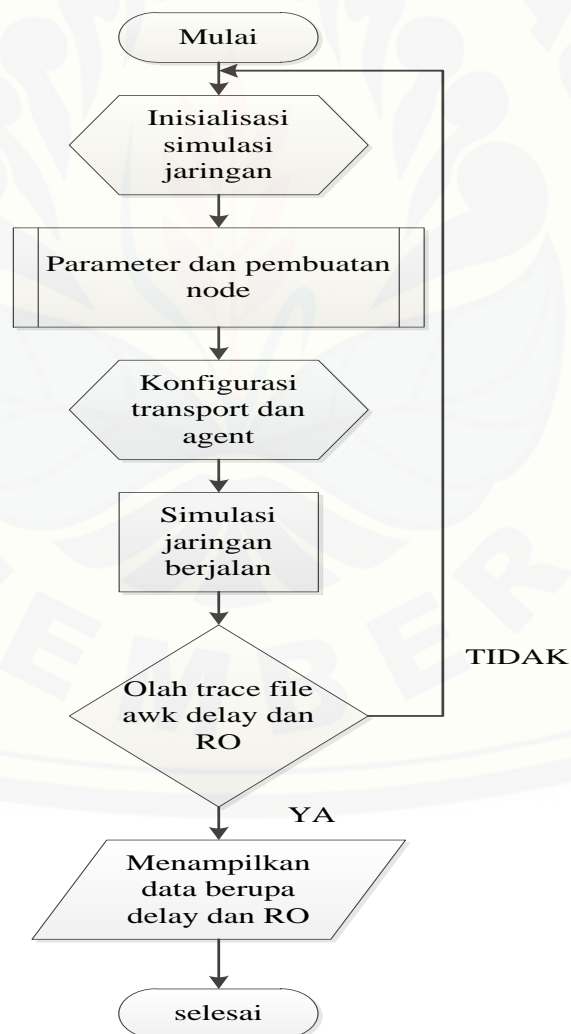 Mulai
Inisialisasi
simulasi
jaringan
Parameter dan pembuatan
node
Konfigurasi
transport dan
agent
Simulasi
jaringan
berjalan
Olah trace file
awk delay dan
RO
TIDAK
YA
Menampilkan
data berupa
delay dan RO
selesai
EMBER